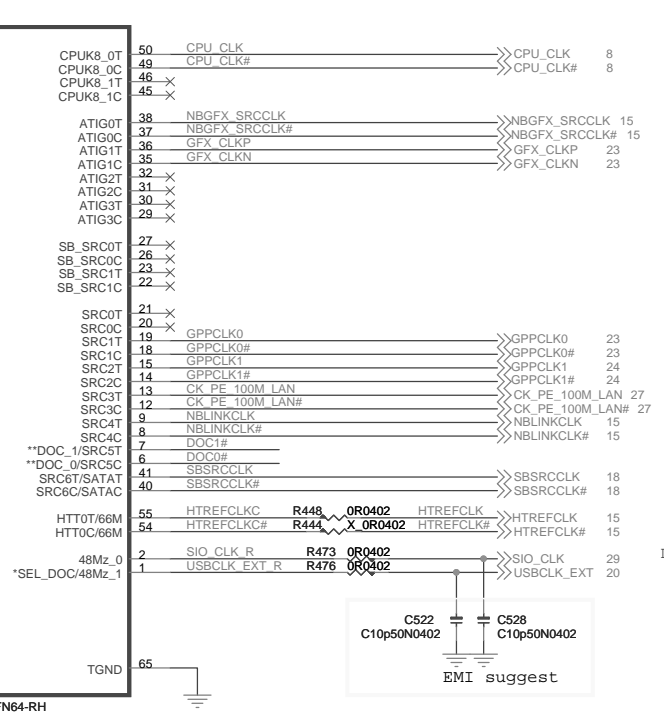 CPUK8_0T 50 CPU_CLK CPU_CLK 8
CPUK8_0C 49 CPU_CLK# CPU_CLK# 8
CPUK8_1T 46
CPUK8_1C 45
ATIG0T 38 NBGFX_SRCCLK NBGFX_SRCCLK 15
ATIG0C 37 NBGFX_SRCCLK# NBGFX_SRCCLK# 15
ATIG1T 36 GFX_CLKP GFX_CLKP 23
ATIG1C 35 GFX_CLKN GFX_CLKN 23
ATIG2T 32
ATIG2C 31
ATIG3T 30
ATIG3C 29
SB_SRC0T 27
SB_SRC0C 26
SB_SRC1T 23
SB_SRC1C 22
SRC0T 21
SRC0C 20
SRC1T 19 GPPCLK0 GPPCLK0 23
SRC1C 18 GPPCLK0# GPPCLK0# 23
SRC2T 15 GPPCLK1 GPPCLK1 24
SRC2C 14 GPPCLK1# GPPCLK1# 24
SRC3T 13 CK_PE_100M_LAN CK_PE_100M_LAN 27
SRC3C 12 CK_PE_100M_LAN# CK_PE_100M_LAN# 27
SRC4T 9 NBLINKCLK NBLINKCLK 15
SRC4C 8 NBLINKCLK# NBLINKCLK# 15
**DOC_1/SRC5T 7 DOC1#
**DOC_0/SRC5C 6 DOC0#
SRC6T/SATAT 41 SBSRCCLK SBSRCCLK 18
SRC6C/SATAC 40 SBSRCCLK# SBSRCCLK# 18
HTT0T/66M 55 HTREFCLKC R448 0R0402 HTREFCLK HTREFCLK 15
HTT0C/66M 54 HTREFCLKC# R444 X_0R0402 HTREFCLK# HTREFCLK# 15
48Mz_0 2 SIO_CLK_R R473 0R0402 SIO_CLK 29
*SEL_DOC/48Mz_1 1 USBCLK_EXT_R R476 0R0402 USBCLK_EXT 20
C522 C528
C10p50N0402 C10p50N0402
EMI suggest
TGND 65
FN64-RH